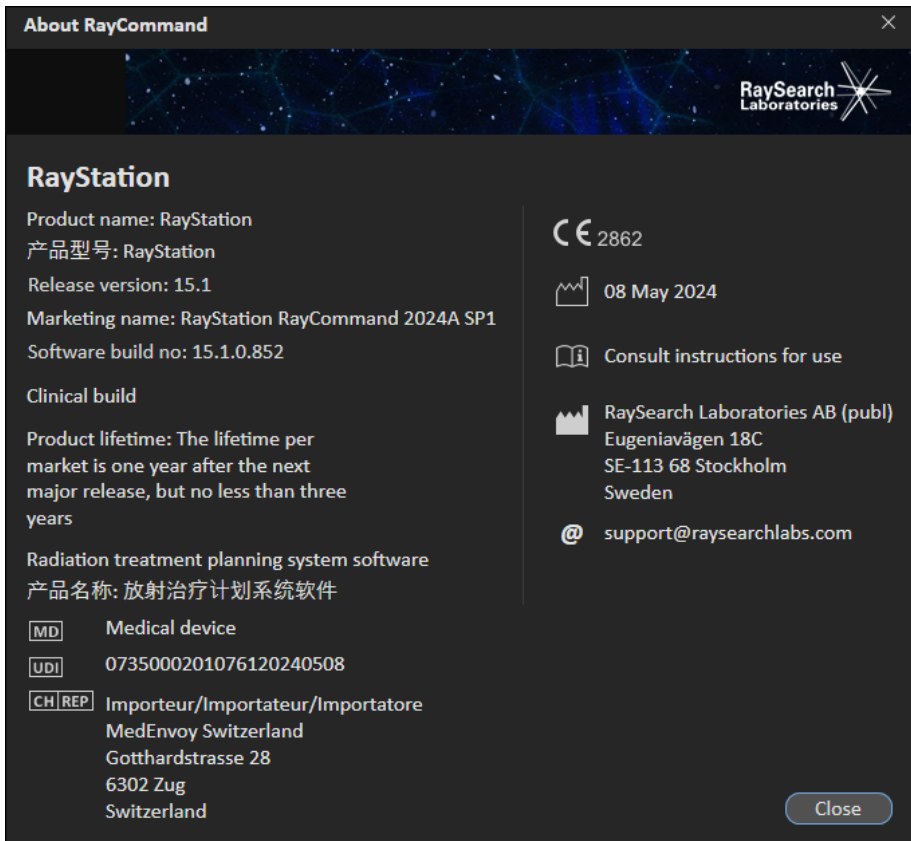 About RayCommand
RaySearch
Laboratories
RayStation
Product name: RayStation
产品型号: RayStation
Release version: 15.1
Marketing name: RayStation RayCommand 2024A SP1
Software build no: 15.1.0.852
Clinical build
Product lifetime: The lifetime per
market is one year after the next
major release, but no less than three
years
Radiation treatment planning system software
产品名称: 放射治疗计划系统软件
MD Medical device
UDI 0735000201076120240508
CH REP Importeur/Importateur/Importatore
MedEnvoy Switzerland
Gotthardstrasse 28
6302 Zug
Switzerland
CE 2862
08 May 2024
Consult instructions for use
RaySearch Laboratories AB (publ)
Eugeniavägen 18C
SE-113 68 Stockholm
Sweden
@ support@raysearchlabs.com
Close